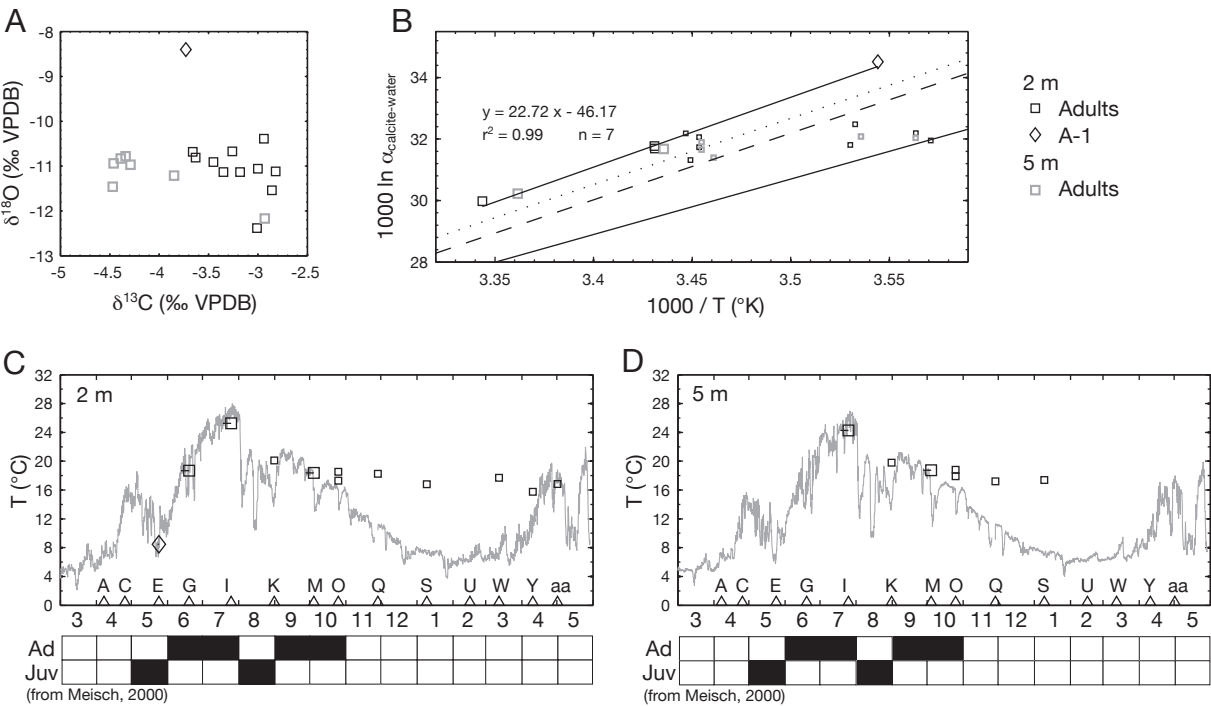 A
-8
-9
-10
-11
-12
-13
δ18O (‰ VPDB)
-5 -4.5 -4 -3.5 -3 -2.5
δ13C (‰ VPDB)
B
34
32
30
28
1000 ln αcalcite-water
y = 22.72 x - 46.17
r2 = 0.99 n = 7
3.35 3.4 3.45 3.5 3.55
1000 / T (°K)
2 m
Adults
A-1
5 m
Adults
C
2 m
32
28
24
20
16
12
8
4
0
T (°C)
A C E G I K M O Q S U W Y aa
3 4 5 6 7 8 9 10 11 12 1 2 3 4 5
Ad
Juv
(from Meisch, 2000)
D
5 m
32
28
24
20
16
12
8
4
0
T (°C)
A C E G I K M O Q S U W Y aa
3 4 5 6 7 8 9 10 11 12 1 2 3 4 5
Ad
Juv
(from Meisch, 2000)